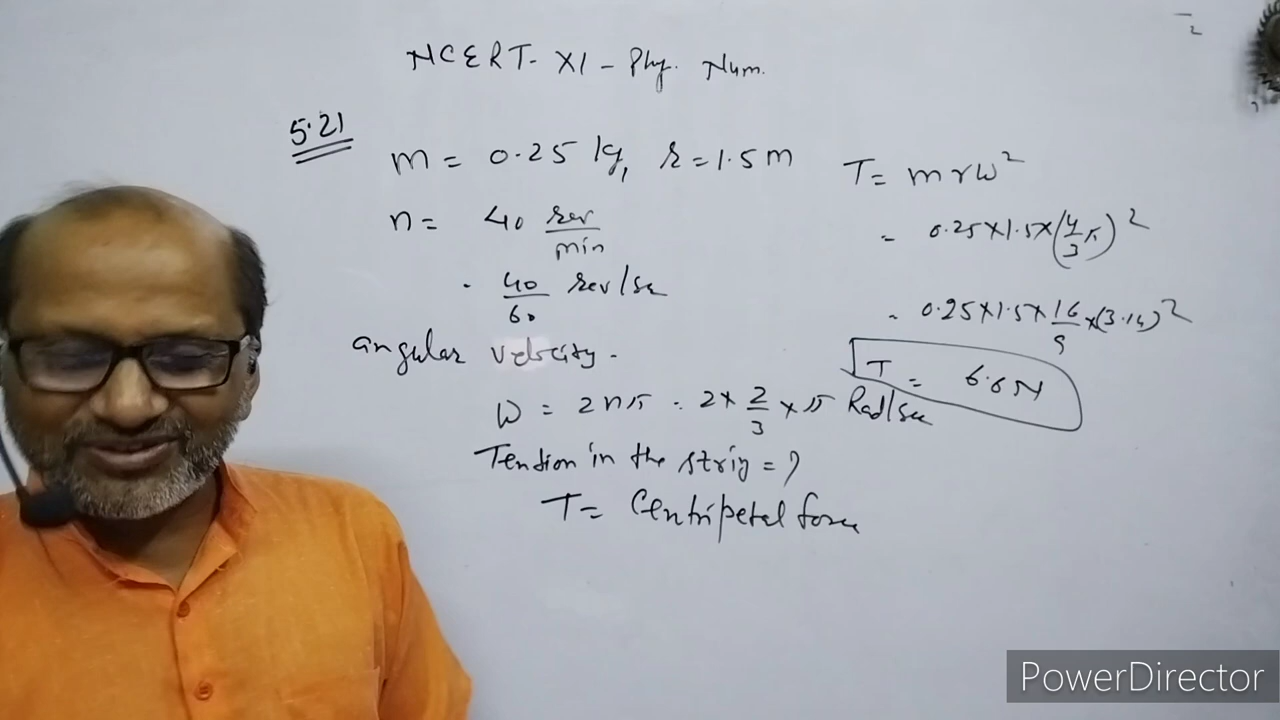 NCERT- XI - Phy. Num.
5.21
m = 0.25 kg, r = 1.5 m
n = 40 rev/min
= 40/60 rev/sec
angular velocity.
W = 2nπ = 2 × 2/3 × π Rad/sec
Tension in the strig = ?
T = Centripetal force
T = mrω²
= 0.25×1.5×(4/3 π)²
= 0.25×1.5×16/9×(3.14)²
T = 6.6N
PowerDirector